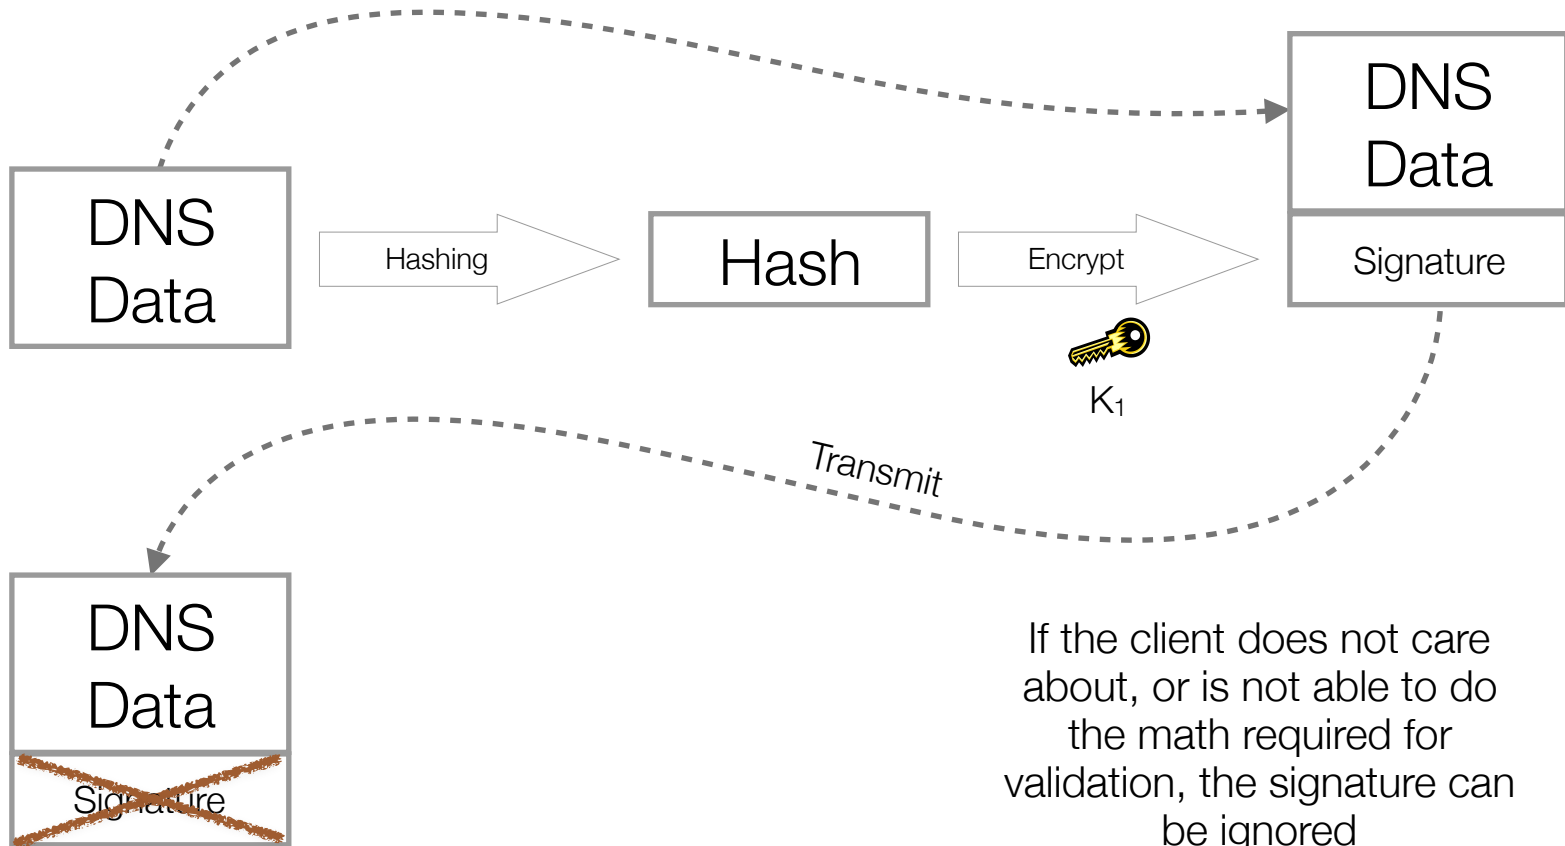 DNS
Data
Hashing
Hash
Encrypt
K₁
DNS
Data
Signature
Transmit
DNS
Data
Signature
If the client does not care
about, or is not able to do
the math required for
validation, the signature can
be ignored